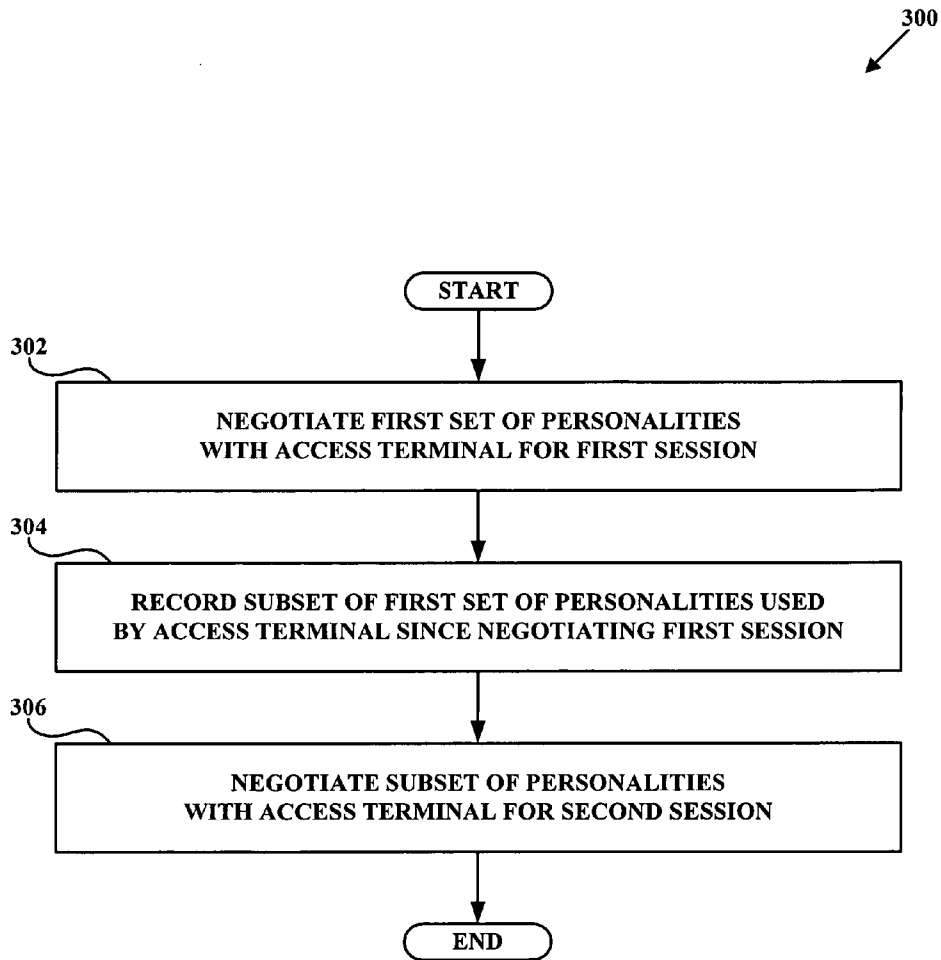 300
START
302
NEGOTIATE FIRST SET OF PERSONALITIES
WITH ACCESS TERMINAL FOR FIRST SESSION
304
RECORD SUBSET OF FIRST SET OF PERSONALITIES USED
BY ACCESS TERMINAL SINCE NEGOTIATING FIRST SESSION
306
NEGOTIATE SUBSET OF PERSONALITIES
WITH ACCESS TERMINAL FOR SECOND SESSION
END